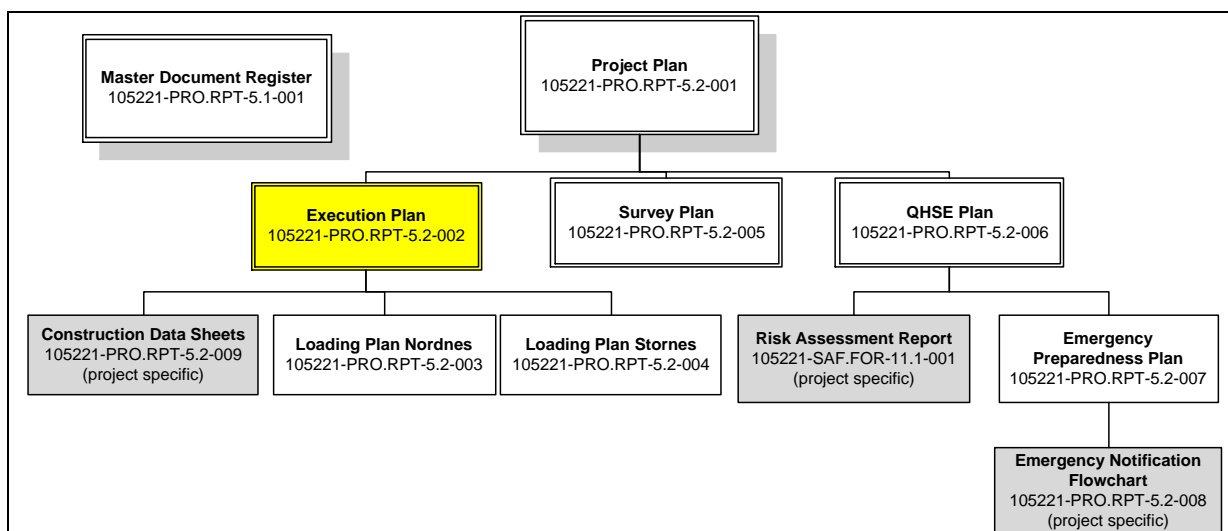 Master Document Register
105221-PRO.RPT-5.1-001
Project Plan
105221-PRO.RPT-5.2-001
Execution Plan
105221-PRO.RPT-5.2-002
Survey Plan
105221-PRO.RPT-5.2-005
QHSE Plan
105221-PRO.RPT-5.2-006
Construction Data Sheets
105221-PRO.RPT-5.2-009
(project specific)
Loading Plan Nordnes
105221-PRO.RPT-5.2-003
Loading Plan Stornes
105221-PRO.RPT-5.2-004
Risk Assessment Report
105221-SAF.FOR-11.1-001
(project specific)
Emergency
Preparedness Plan
105221-PRO.RPT-5.2-007
Emergency Notification
Flowchart
105221-PRO.RPT-5.2-008
(project specific)